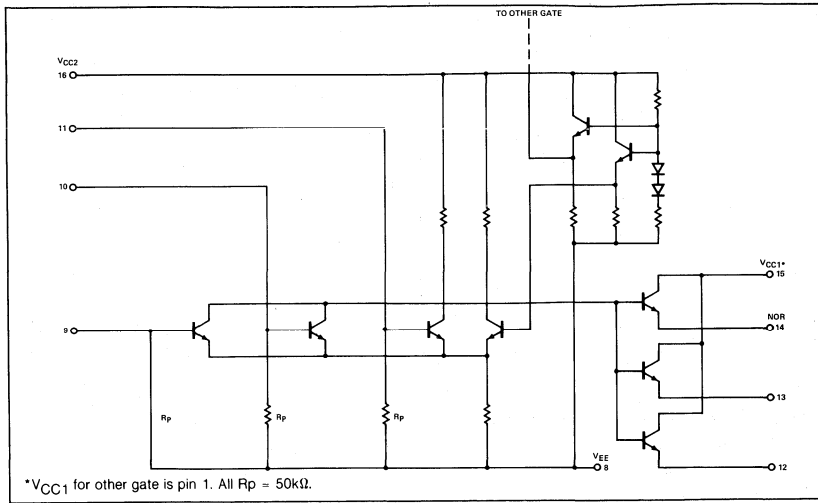 TO OTHER GATE
VCC2
16
11
10
9
VCC1*
15
NOR
14
13
12
RP
RP
RP
VEE
8
*VCC1 for other gate is pin 1. All Rp = 50kΩ.